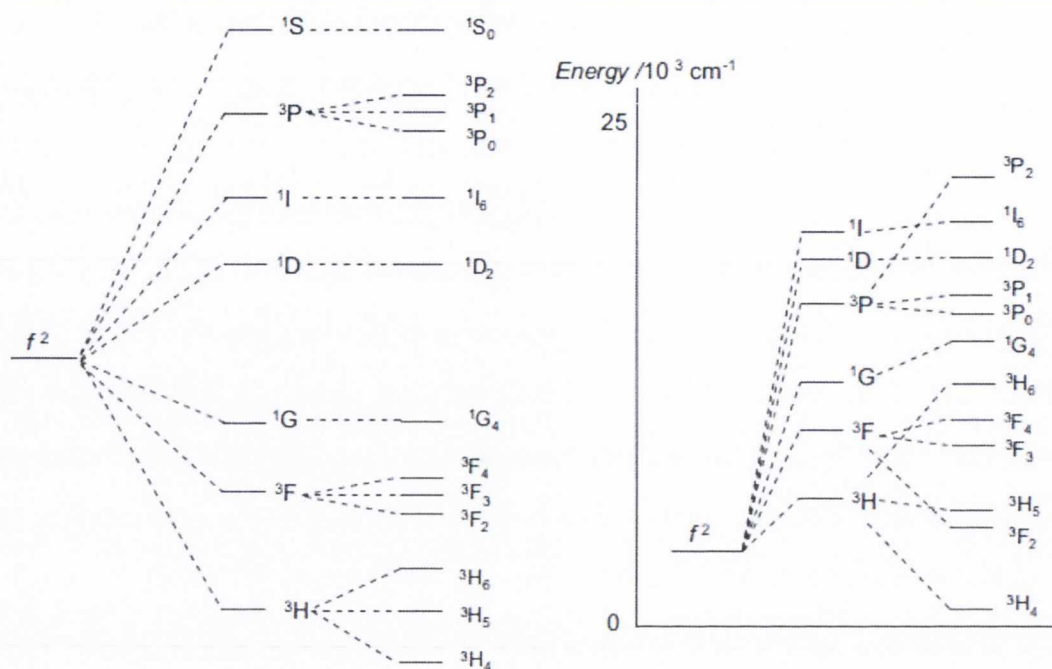 ¹S
¹S₀
³P
³P₂
³P₁
³P₀
¹I
¹I₆
¹D
¹D₂
f²
¹G
¹G₄
³F
³F₄
³F₃
³F₂
³H
³H₆
³H₅
³H₄
Energy /10³ cm⁻¹
25
³P₂
¹I
¹I₆
¹D
¹D₂
³P
³P₁
³P₀
¹G
¹G₄
³H₆
³F
³F₄
³F₃
³H
³H₅
³F₂
f²
³H₄
0